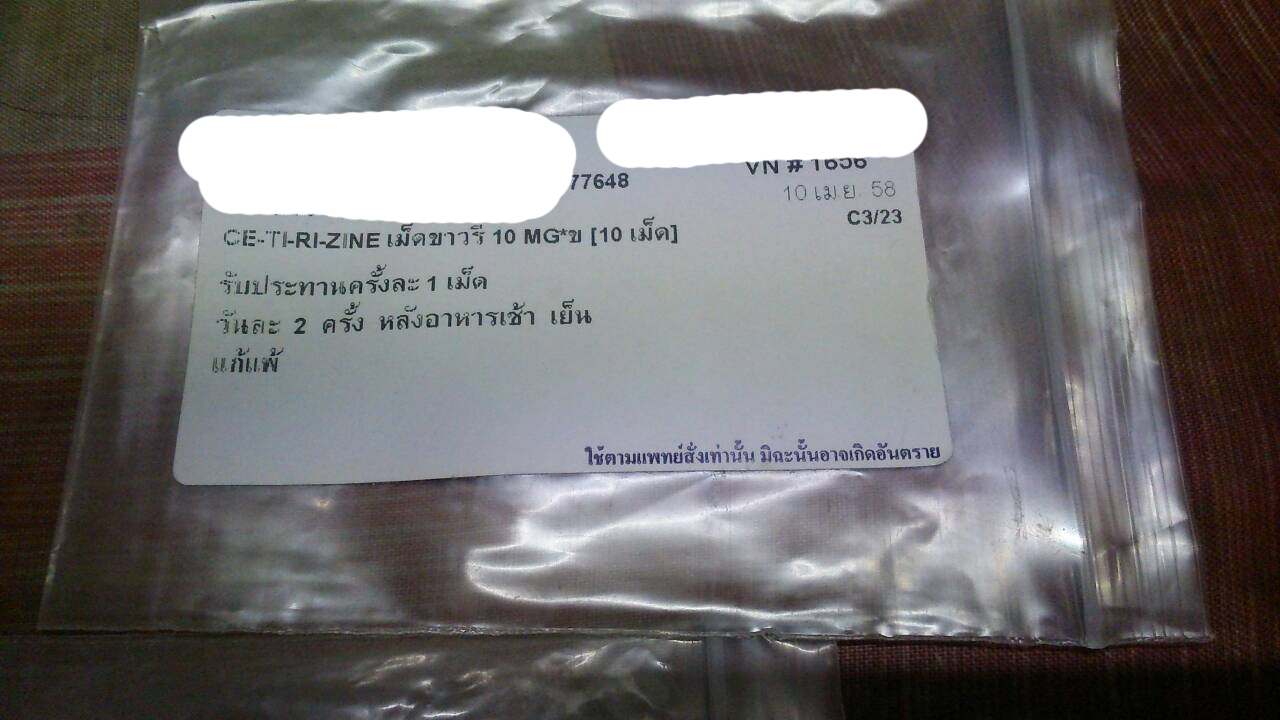 VN # 1656
77648
10 เม.ย. 58
C3/23
CE-TI-RI-ZINE เม็ดขาวรี 10 MG*ข [10 เม็ด]
รับประทานครั้งละ 1 เม็ด
วันละ 2 ครั้ง หลังอาหารเช้า เย็น
แก้แพ้
ใช้ตามแพทย์สั่งเท่านั้น มิฉะนั้นอาจเกิดอันตราย